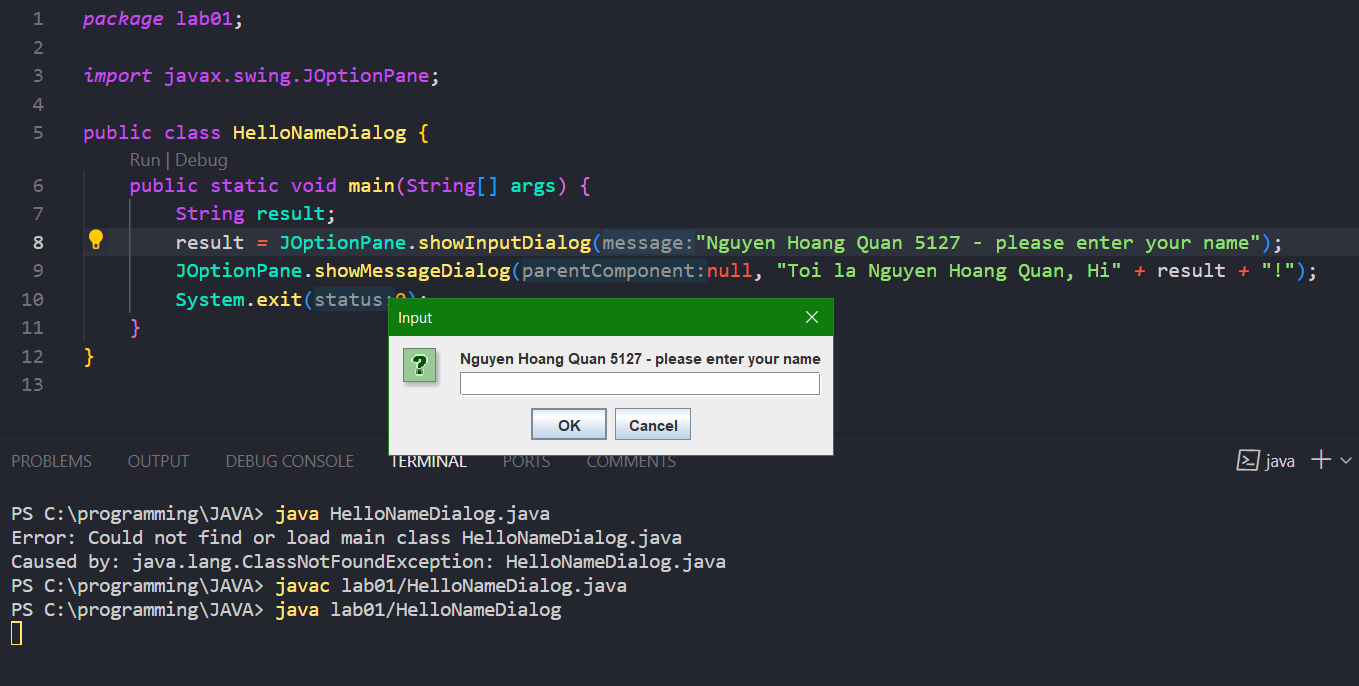 1 package lab01;
2
3 import javax.swing.JOptionPane;
4
5 public class HelloNameDialog {
Run | Debug
6 public static void main(String[] args) {
7 String result;
8 result = JOptionPane.showInputDialog(message:"Nguyen Hoang Quan 5127 - please enter your name");
9 JOptionPane.showMessageDialog(parentComponent:null, "Toi la Nguyen Hoang Quan, Hi" + result + "!");
10 System.exit(status:0);
11 }
12 }
13
Input
?
Nguyen Hoang Quan 5127 - please enter your name
OK Cancel
PROBLEMS OUTPUT DEBUG CONSOLE TERMINAL PORTS COMMENTS java
PS C:\programming\JAVA> java HelloNameDialog.java
Error: Could not find or load main class HelloNameDialog.java
Caused by: java.lang.ClassNotFoundException: HelloNameDialog.java
PS C:\programming\JAVA> javac lab01/HelloNameDialog.java
PS C:\programming\JAVA> java lab01/HelloNameDialog